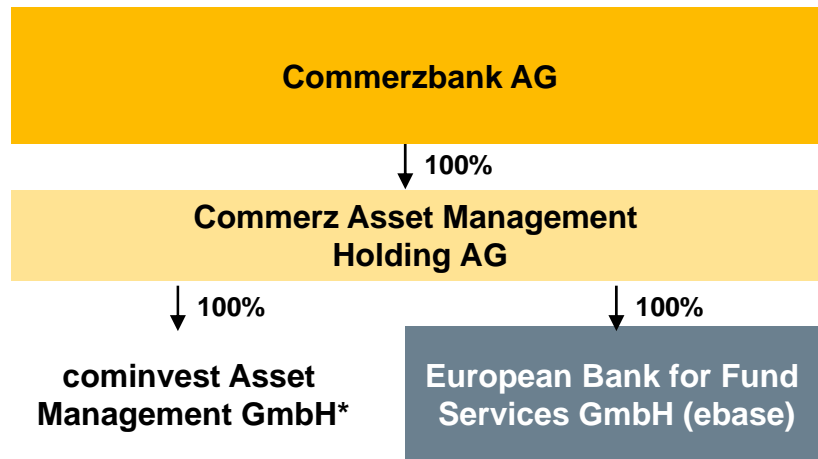 Commerzbank AG
100%
Commerz Asset Management
Holding AG
100%
100%
cominvest Asset
Management GmbH*
European Bank for Fund
Services GmbH (ebase)